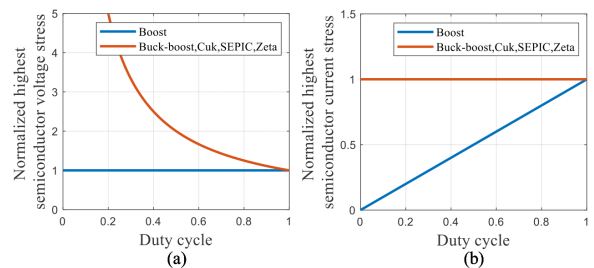 Normalized highest
semiconductor voltage stress
5
4
3
2
1
0
Boost
Buck-boost,Cuk,SEPIC,Zeta
0
0.2
0.4
0.6
0.8
1
Duty cycle
(a)
Normalized highest
semiconductor current stress
1.5
1
0.5
0
Boost
Buck-boost,Cuk,SEPIC,Zeta
0
0.2
0.4
0.6
0.8
1
Duty cycle
(b)